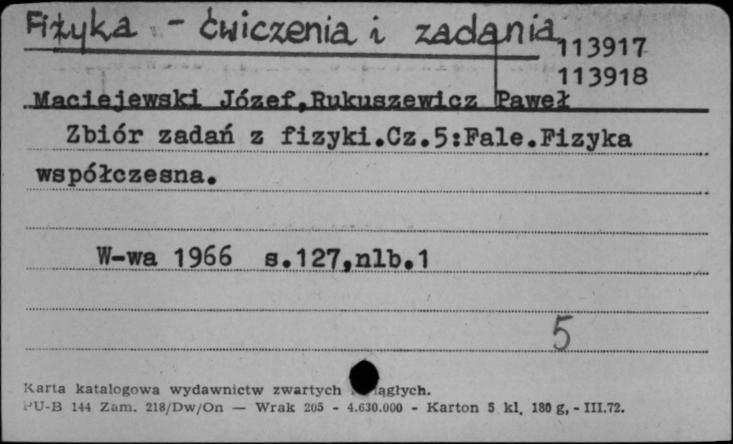 Fizyka - ćwiczenia i zadania
113917
113918
Maciejewski Józef,Rukuszewicz Paweł
Zbiór zadań z fizyki.Cz.5:Fale.Fizyka
współczesna.
W-wa 1966 s.127,nlb.1
5
Karta katalogowa wydawnictw zwartych
PU-B 144 Zam. 218/Dw/On — Wrak 205 - 4.630.000 - Karton 5 kl, 180 g, - III.72.